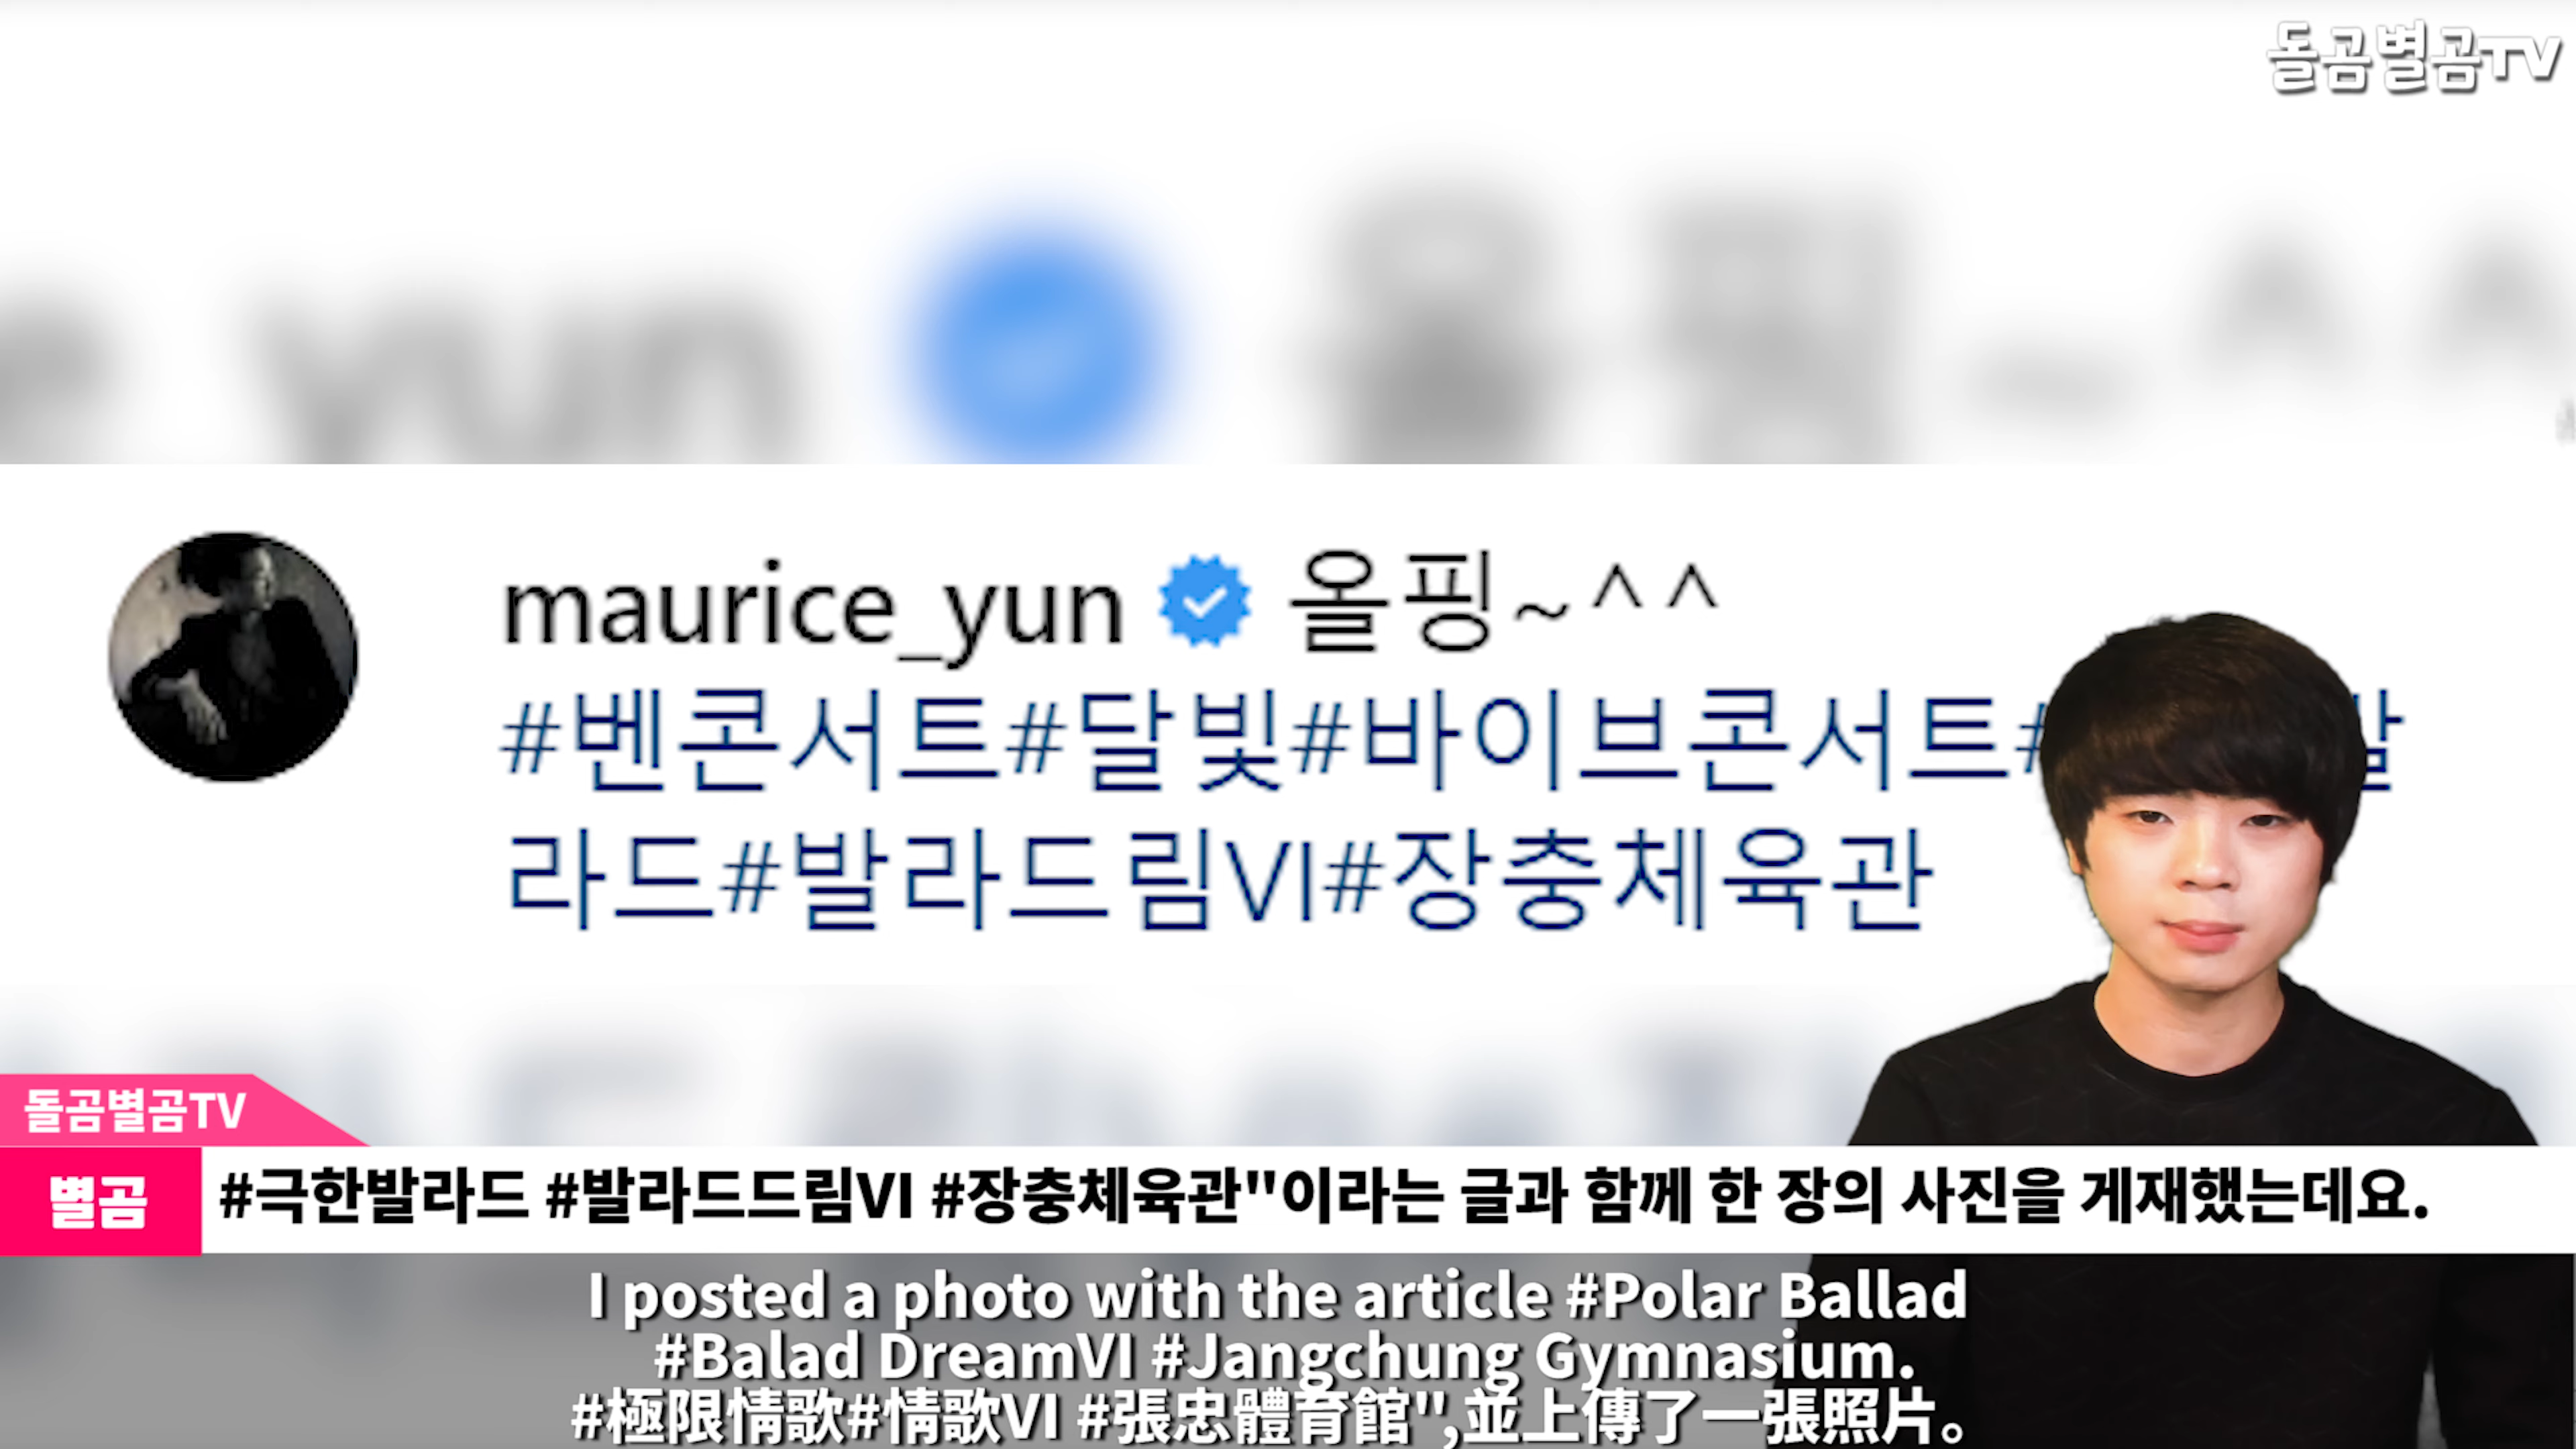 돌곰별곰TV
yun
maurice_yun 올핑~^^
#벤콘서트#달빛#바이브콘서트#
라드#발라드림VI#장충체육관
돌곰별곰TV
별곰 #극한발라드 #발라드드림VI #장충체육관"이라는 글과 함께 한 장의 사진을 게재했는데요.
I posted a photo with the article #Polar Ballad
#Balad DreamVI #Jangchung Gymnasium.
#極限情歌#情歌VI #張忠體育館",並上傳了一張照片。